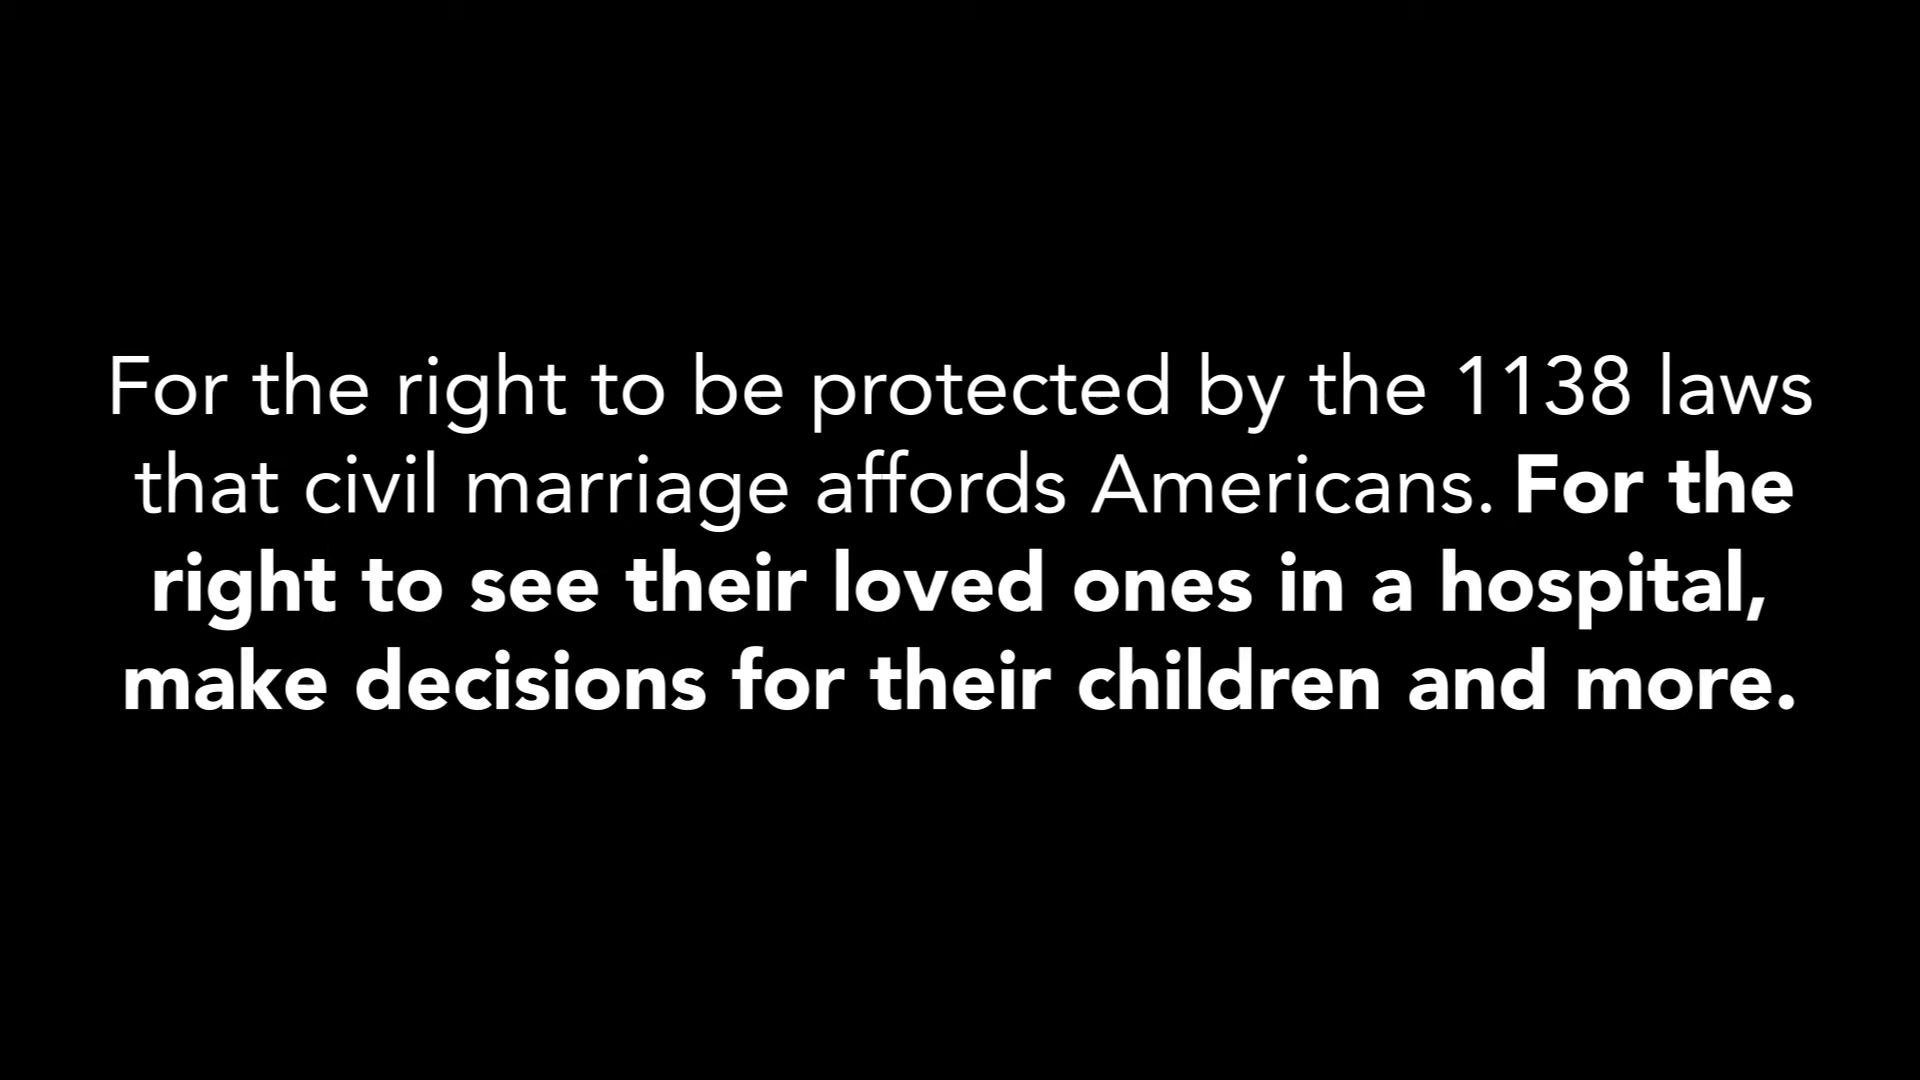 For the right to be protected by the 1138 laws
that civil marriage affords Americans. For the
right to see their loved ones in a hospital,
make decisions for their children and more.